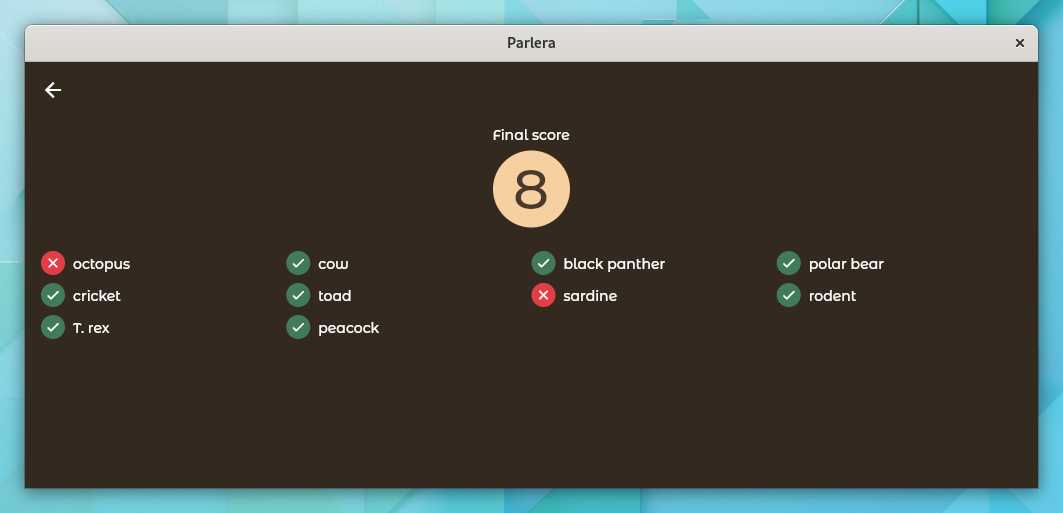 Parlera
Final score
8
octopus
cow
black panther
polar bear
cricket
toad
sardine
rodent
T. rex
peacock